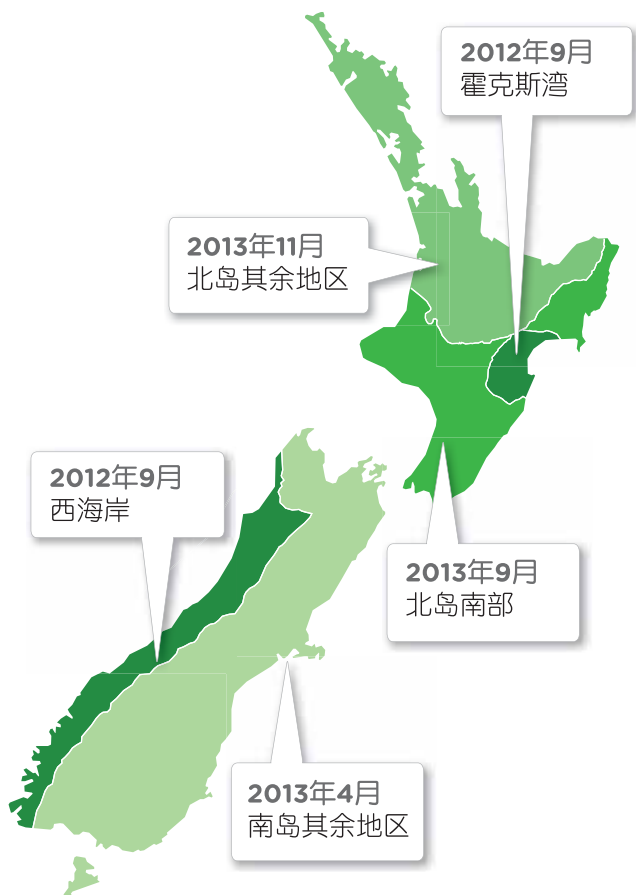 2012年9月
霍克斯湾
2013年11月
北岛其余地区
2012年9月
西海岸
2013年9月
北岛南部
2013年4月
南岛其余地区